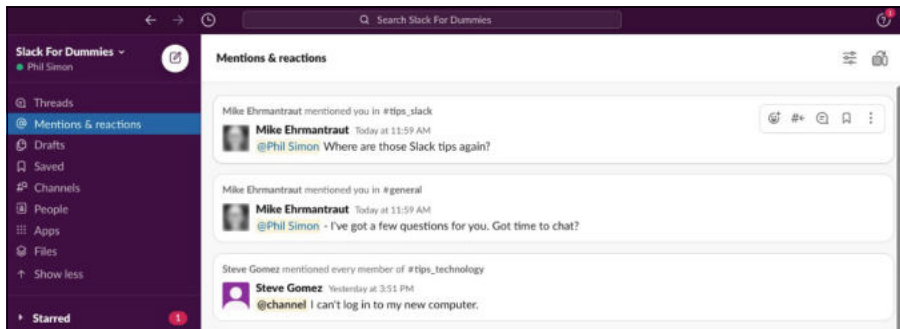 Search Slack For Dummies
1
Slack For Dummies
Phil Simon
Threads
Mentions & reactions
Drafts
Saved
Channels
People
Apps
Files
Show less
Starred
1
Mentions & reactions
Mike Ehrmantraut mentioned you in #tips_slack
Mike Ehrmantraut Today at 11:59 AM
@Phil Simon Where are those Slack tips again?
Mike Ehrmantraut mentioned you in #general
Mike Ehrmantraut Today at 11:59 AM
@Phil Simon - I've got a few questions for you. Got time to chat?
Steve Gomez mentioned every member of #tips_technology
Steve Gomez Yesterday at 3:51 PM
@channel I can't log in to my new computer.